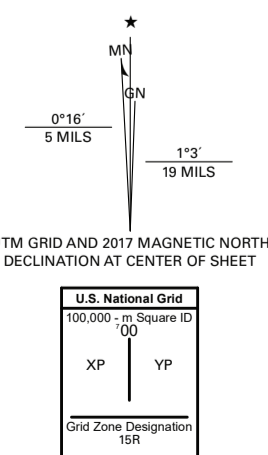 ★
MN
GN
0°16´
5 MILS
1°3´
19 MILS
TM GRID AND 2017 MAGNETIC NORTH
DECLINATION AT CENTER OF SHEET
U.S. National Grid
100,000 - m Square ID
⁷00
XP YP
Grid Zone Designation
15R